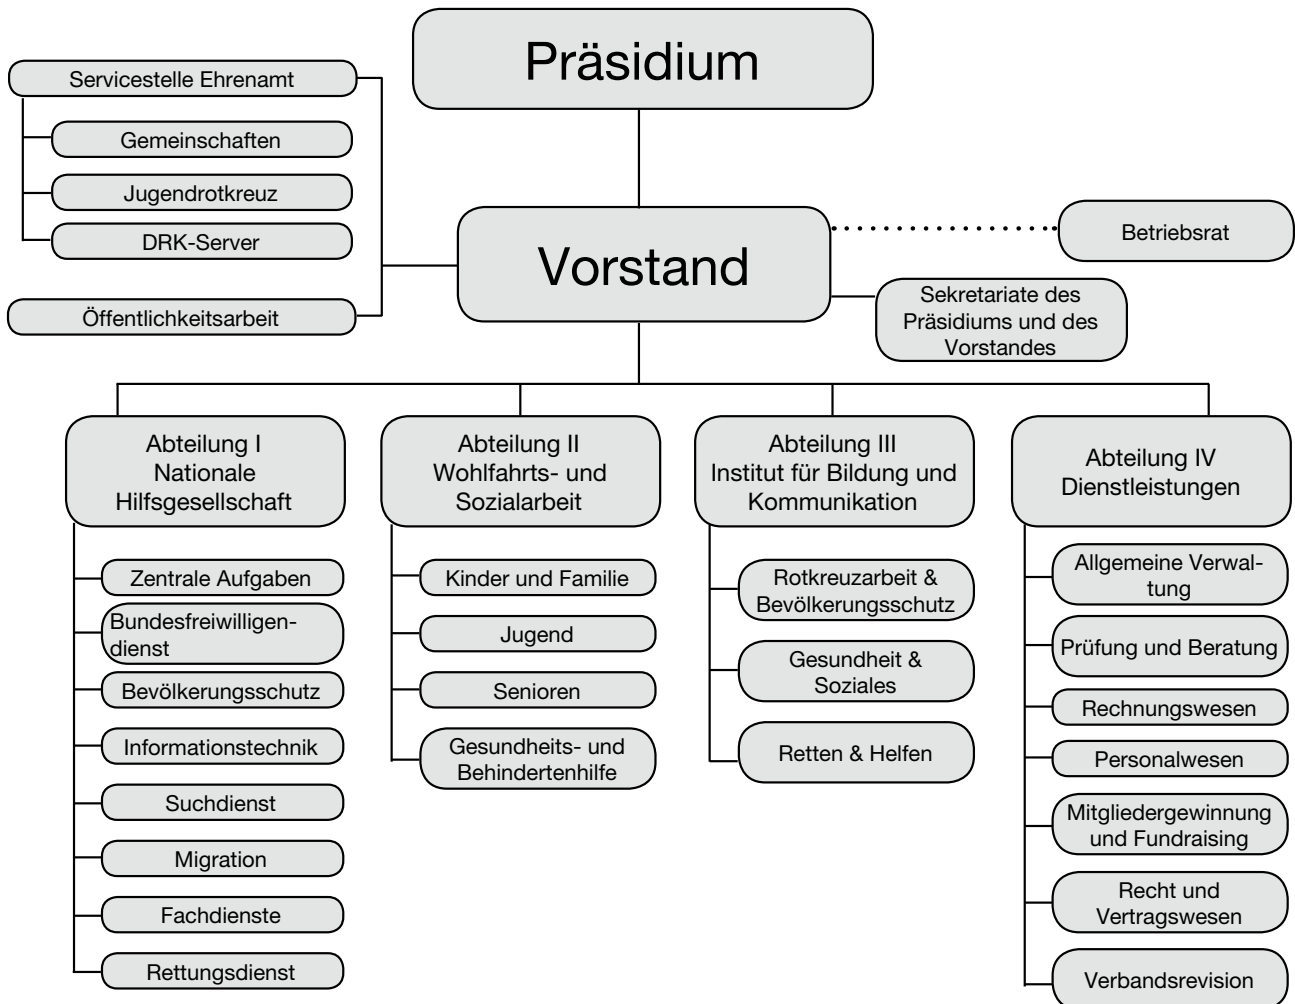 Präsidium
Servicestelle Ehrenamt
Gemeinschaften
Jugendrotkreuz
DRK-Server
Öffentlichkeitsarbeit
Vorstand
Betriebsrat
Sekretariate des
Präsidiums und des
Vorstandes
Abteilung I
Nationale
Hilfsgesellschaft
Zentrale Aufgaben
Bundesfreiwilligen-
dienst
Bevölkerungsschutz
Informationstechnik
Suchdienst
Migration
Fachdienste
Rettungsdienst
Abteilung II
Wohlfahrts- und
Sozialarbeit
Kinder und Familie
Jugend
Senioren
Gesundheits- und
Behindertenhilfe
Abteilung III
Institut für Bildung und
Kommunikation
Rotkreuzarbeit &
Bevölkerungsschutz
Gesundheit &
Soziales
Retten & Helfen
Abteilung IV
Dienstleistungen
Allgemeine Verwal-
tung
Prüfung und Beratung
Rechnungswesen
Personalwesen
Mitgliedergewinnung
und Fundraising
Recht und
Vertragswesen
Verbandsrevision